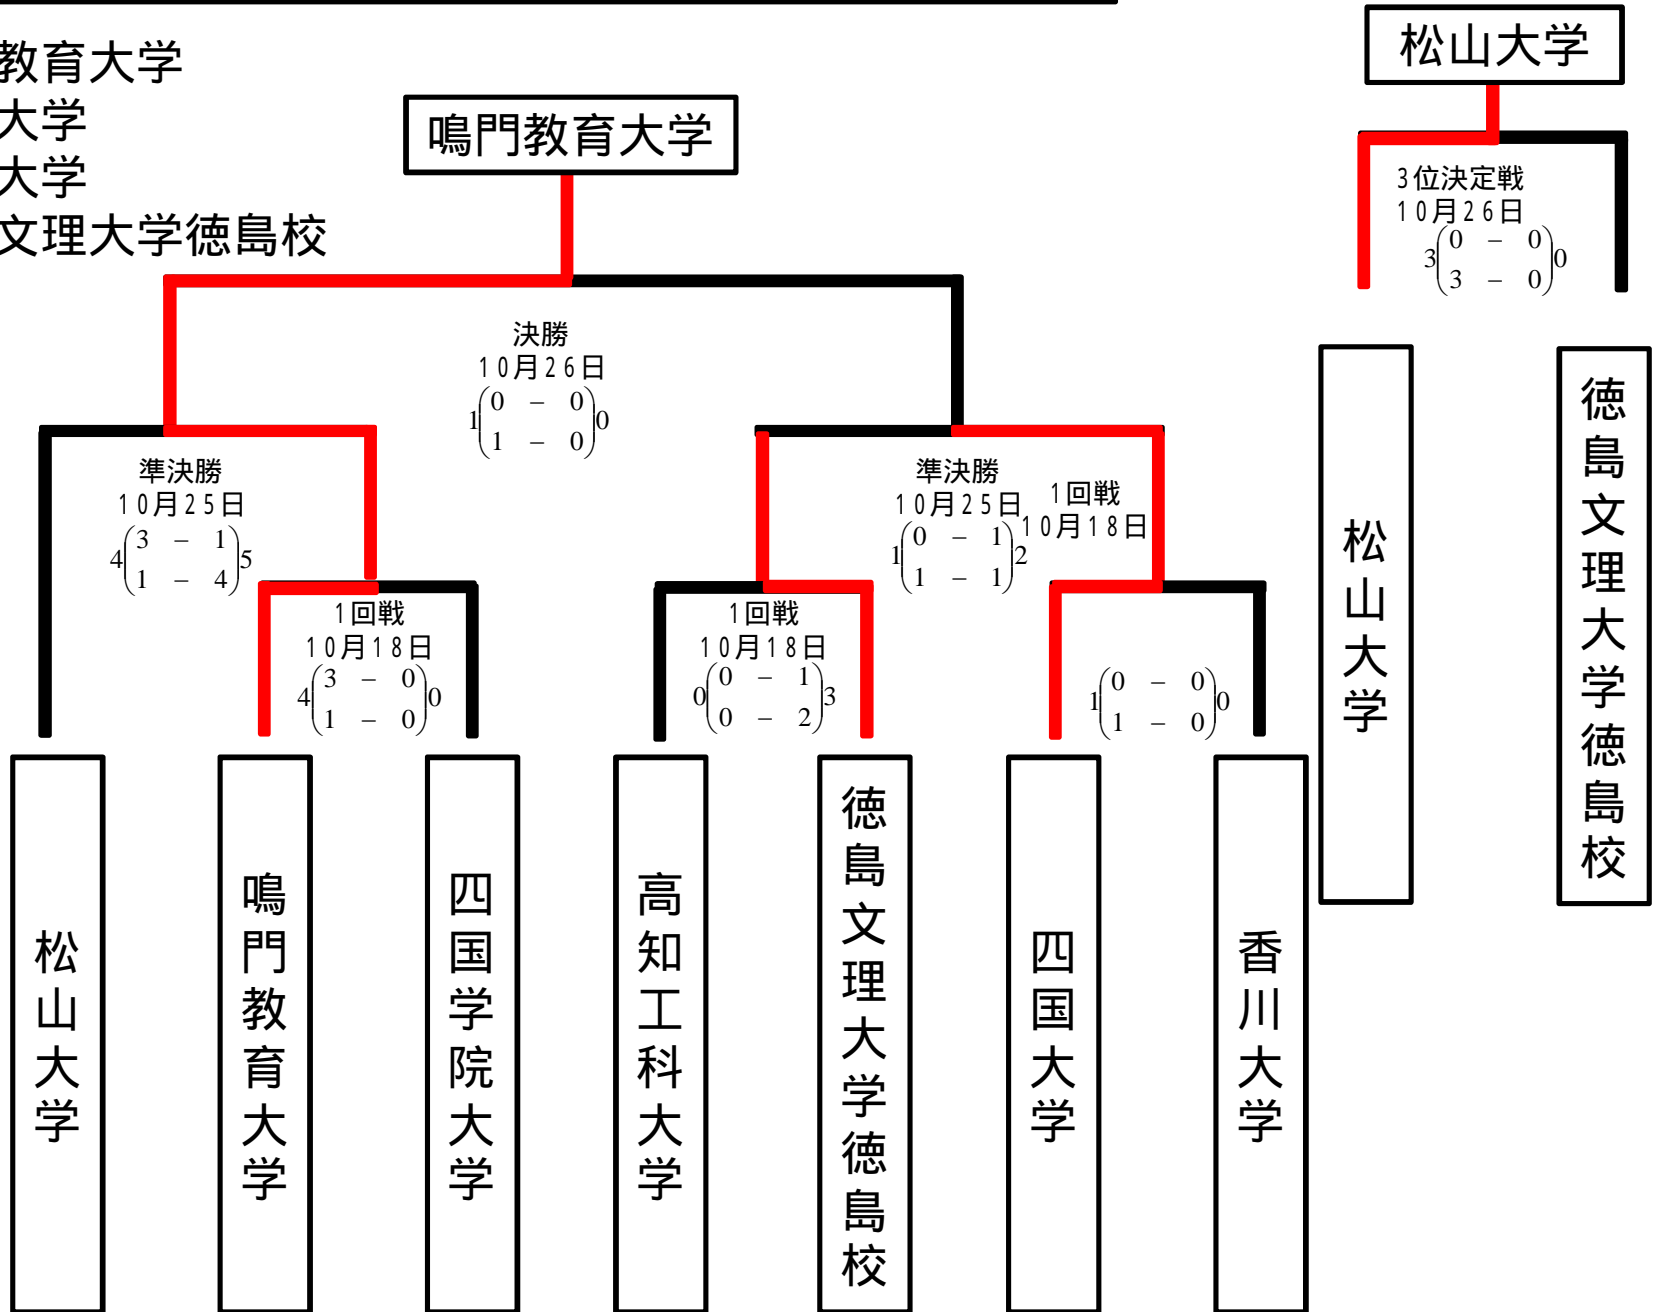 教育大学
大学
大学
文理大学徳島校
鳴門教育大学
松山大学
3位決定戦
10月26日
3(0 – 0)0
3 – 0
決勝
10月26日
1(0 – 0)0
1 – 0
準決勝
10月25日
4(3 – 1)5
1 – 4
準決勝
10月25日
1(0 – 1)2
1 – 1
1回戦
10月18日
4(3 – 0)0
1 – 0
1回戦
10月18日
0(0 – 1)3
0 – 2
1回戦
10月18日
1(0 – 0)0
1 – 0
松山大学
鳴門教育大学
四国学院大学
高知工科大学
徳島文理大学徳島校
四国大学
香川大学
松山大学
徳島文理大学徳島校